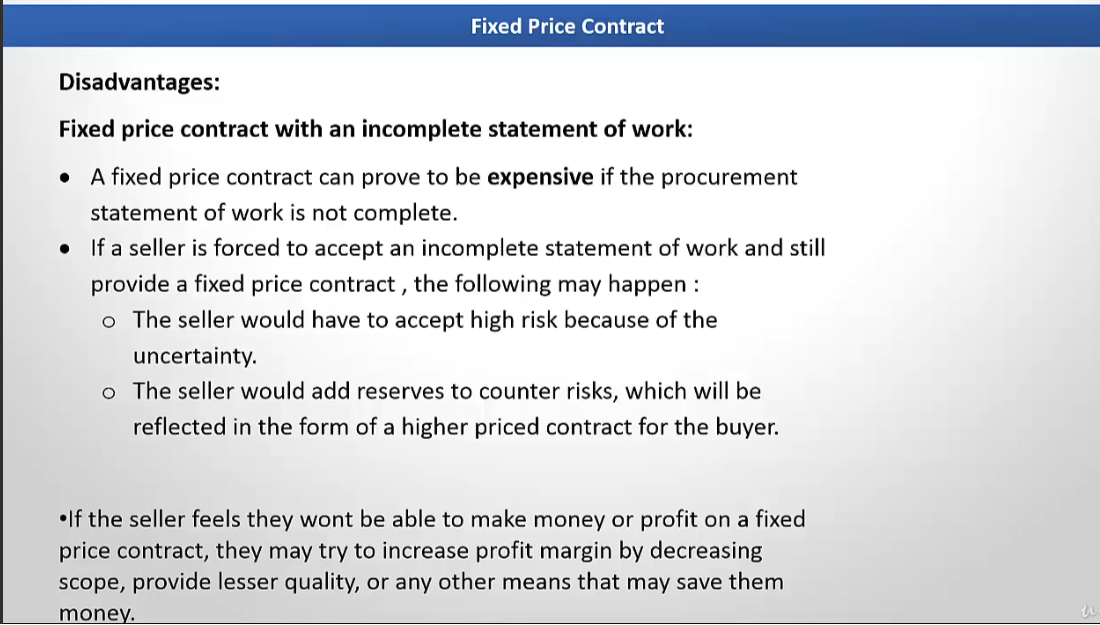 Fixed Price Contract
Disadvantages:
Fixed price contract with an incomplete statement of work:
• A fixed price contract can prove to be expensive if the procurement
statement of work is not complete.
• If a seller is forced to accept an incomplete statement of work and still
provide a fixed price contract , the following may happen :
o The seller would have to accept high risk because of the
uncertainty.
o The seller would add reserves to counter risks, which will be
reflected in the form of a higher priced contract for the buyer.
•If the seller feels they wont be able to make money or profit on a fixed
price contract, they may try to increase profit margin by decreasing
scope, provide lesser quality, or any other means that may save them
money.